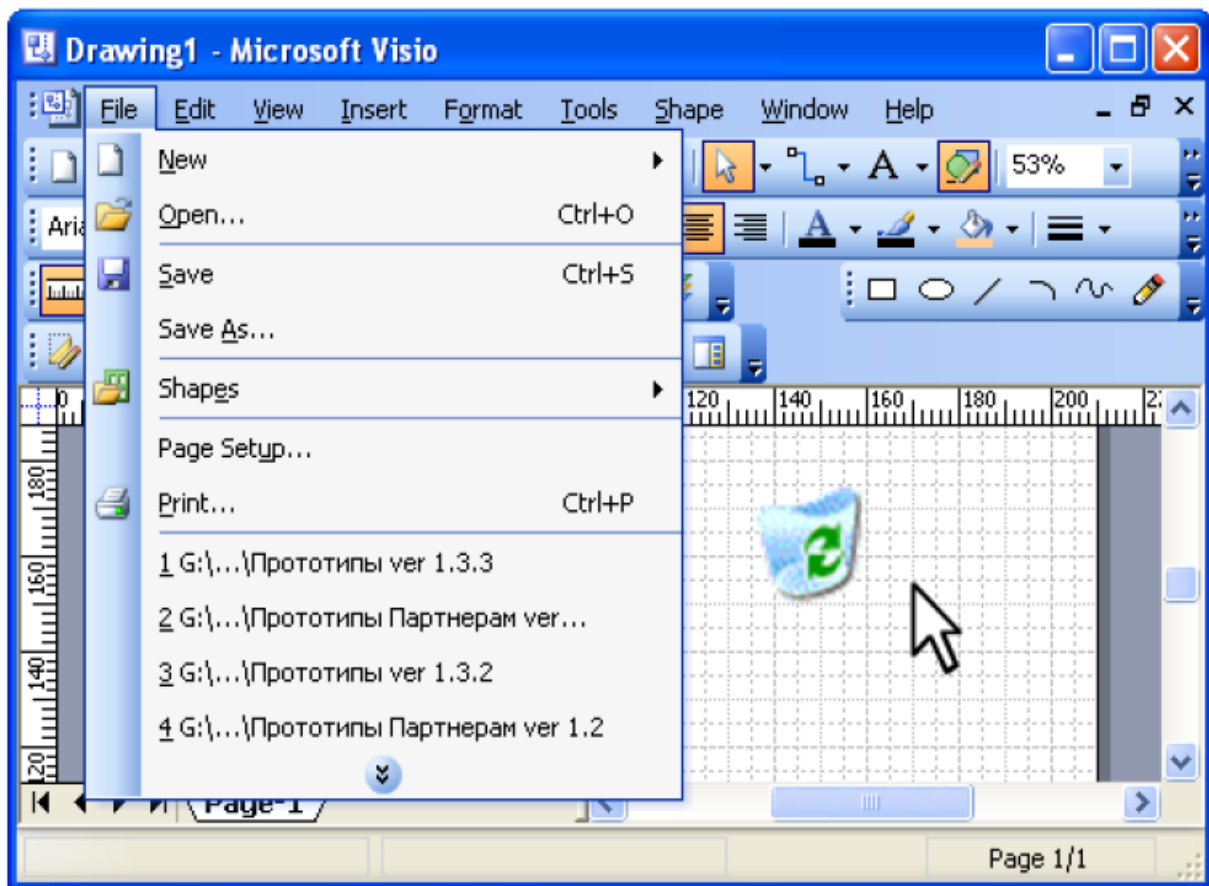 Drawing1 - Microsoft Visio
File Edit View Insert Format Tools Shape Window Help
New
A 53%
Open... Ctrl+O
Aria A
Save Ctrl+S
Save As...
Shapes
0 120 140 160 180 200
Page Setup...
180
Print... Ctrl+P
1 G:\...\Прототипы ver 1.3.3
160
2 G:\...\Прототипы Партнерам ver...
3 G:\...\Прототипы ver 1.3.2
140
4 G:\...\Прототипы Партнерам ver 1.2
120
Page-1
Page 1/1